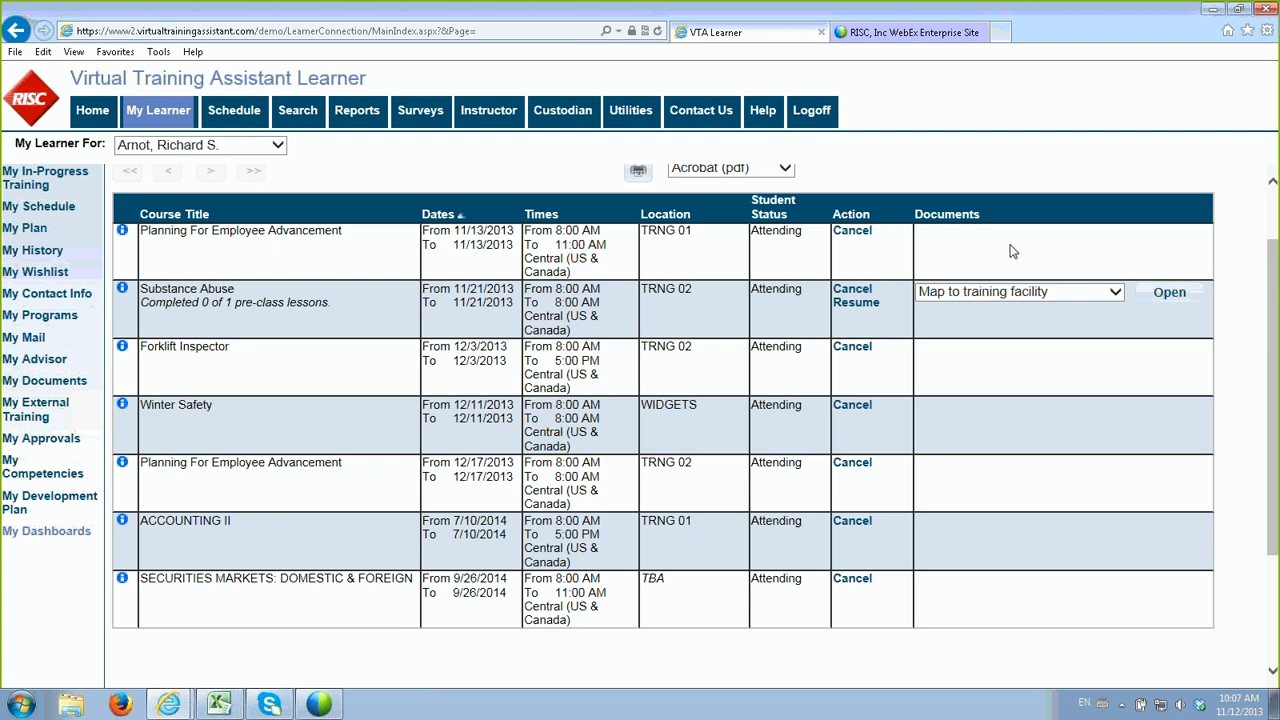 https://www2.virtualtrainingassistant.com/demo/LearnerConnection/MainIndex.aspx?&Page=
VTA Learner
RISC, Inc WebEx Enterprise Site
File Edit View Favorites Tools Help
RISC
Virtual Training Assistant Learner
Home My Learner Schedule Search Reports Surveys Instructor Custodian Utilities Contact Us Help Logoff
My Learner For: Arnot, Richard S.
My In-Progress
Training
My Schedule
My Plan
My History
My Wishlist
My Contact Info
My Programs
My Mail
My Advisor
My Documents
My External
Training
My Approvals
My
Competencies
My Development
Plan
My Dashboards
<< < > >> Acrobat (pdf)
Course Title Dates Times Location Student Status Action Documents
Planning For Employee Advancement From 11/13/2013 From 8:00 AM TRNG 01 Attending Cancel
To 11/13/2013 To 11:00 AM
Central (US &
Canada)
Substance Abuse From 11/21/2013 From 8:00 AM TRNG 02 Attending Cancel Map to training facility Open
Completed 0 of 1 pre-class lessons. To 11/21/2013 To 8:00 AM Resume
Central (US &
Canada)
Forklift Inspector From 12/3/2013 From 8:00 AM TRNG 02 Attending Cancel
To 12/3/2013 To 5:00 PM
Central (US &
Canada)
Winter Safety From 12/11/2013 From 8:00 AM WIDGETS Attending Cancel
To 12/11/2013 To 8:00 AM
Central (US &
Canada)
Planning For Employee Advancement From 12/17/2013 From 8:00 AM TRNG 02 Attending Cancel
To 12/17/2013 To 8:00 AM
Central (US &
Canada)
ACCOUNTING II From 7/10/2014 From 8:00 AM TRNG 01 Attending Cancel
To 7/10/2014 To 5:00 PM
Central (US &
Canada)
SECURITIES MARKETS: DOMESTIC & FOREIGN From 9/26/2014 From 8:00 AM TBA Attending Cancel
To 9/26/2014 To 11:00 AM
Central (US &
Canada)
EN
10:07 AM
11/12/2013